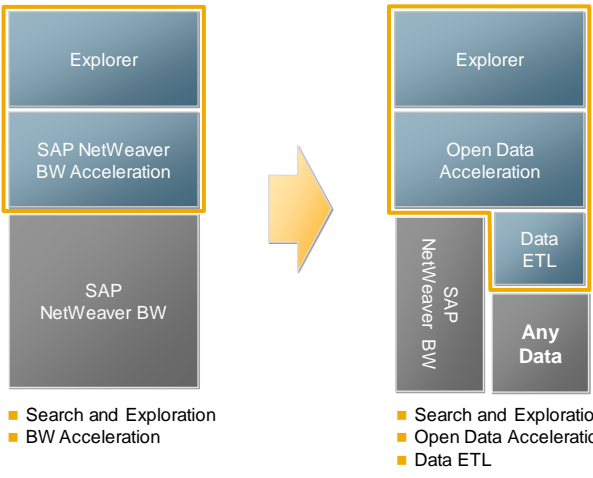 Explorer
SAP NetWeaver
BW Acceleration
SAP
NetWeaver BW
Search and Exploration
BW Acceleration
Explorer
Open Data
Acceleration
Data
ETL
SAP
NetWeaver BW
Any
Data
Search and Exploratio
Open Data Acceleratio
Data ETL